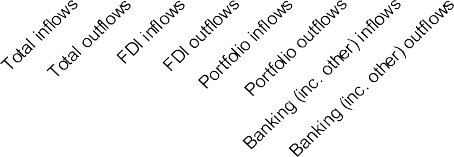 Total inflows
Total outflows
FDI inflows
FDI outflows
Portfolio inflows
Portfolio outflows
Banking (inc. other) inflows
Banking (inc. other) outflows